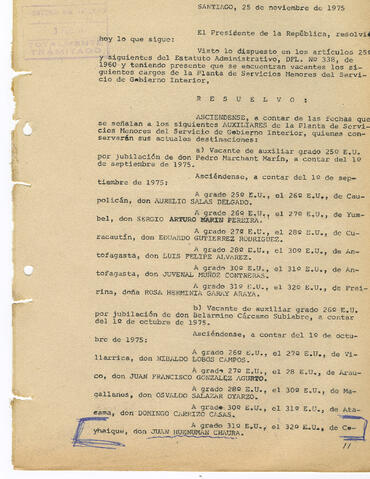 TOTALMENTE
TRAMITADO
SANTIAGO, 25 de noviembre de 1975
El Presidente de la República, resolvió
hoy lo que sigue:
Visto lo dispuesto en los artículos 25º
y siguientes del Estatuto Administrativo, DFL. Nº 338, de
1960 y teniendo presente que se encuentran vacantes los si
guientes cargos de la Planta de Servicios Menores del Servi-
cio de Gobierno Interior,
R E S U E L V O :
ASCIENDENSE, a contar de las fechas que
se señalan a los siguientes AUXILIARES de la Planta de Servi-
cios Menores del Servicio de Gobierno Interior, quienes con-
servarán sus actuales destinaciones:
a) Vacante de auxiliar grado 25º E.U.
por jubilación de don Pedro Marchant Marín, a contar del 1º
de septiembre de 1975.
Asciéndense, a contar del 1º de sep-
tiembre de 1975:
A grado 25º E.U., el 26º E.U., de Cau-
policán, don AURELIO SALAS DELGADO.
A grado 26º E.U., el 27º E.U., de Yum-
bel, don SERGIO ARTURO MARIN PEREIRA.
A grado 27º E.U., el 28º E.U., de Cu-
racautín, don EDUARDO GUTIERREZ RODRIGUEZ.
A grado 28º E.U., el 30º E.U., de An-
tofagasta, don LUIS FELIPE ALVAREZ.
A grado 30º E.U., el 31º E.U., de An-
tofagasta, don JUVENAL MUÑOZ CONTRERAS.
A grado 31º E.U., el 32º E.U., de Frei-
rina, doña ROSA HERMINIA GARAY ARAYA.
b) Vacante de auxiliar grado 26º E.U.
por jubilación de don Belarmino Cárcamo Subiabre, a contar
del 1º de octubre de 1975.
Asciéndense, a contar del 1º de octu-
bre de 1975:
A grado 26º E.U., el 27º E.U., de Vi-
llarrica, don NIBALDO LOBOS CAMPOS.
A grado 27º E.U., el 28 E.U., de Arau-
co, don JUAN FRANCISCO GONZALEZ AGURTO.
A grado 28º E.U., el 30º E.U., de Ma-
gallanes, don OSVALDO SALAZAR OYARZO.
A grado 30º E.U., el 31º E.U., de Ata-
cama, don DOMINGO CARRIZO CASAS.
A grado 31º E.U., el 32º E.U., de Co-
yhaique, don JUAN HUENUMAN CHAURA.
//